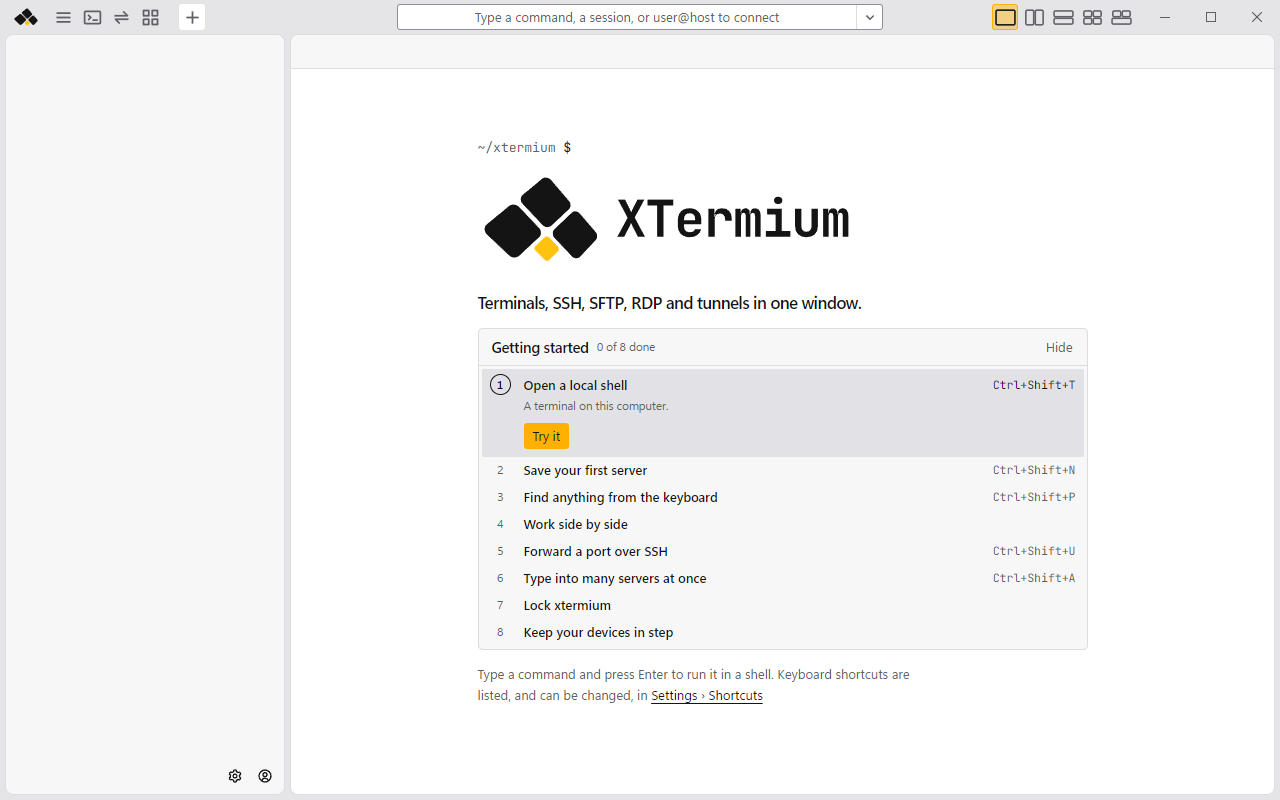 Type a command, a session, or user@host to connect
~/xtermium $
XTermium
Terminals, SSH, SFTP, RDP and tunnels in one window.
Getting started 0 of 8 done Hide
1 Open a local shell Ctrl+Shift+T
A terminal on this computer.
Try it
2 Save your first server Ctrl+Shift+N
3 Find anything from the keyboard Ctrl+Shift+P
4 Work side by side
5 Forward a port over SSH Ctrl+Shift+U
6 Type into many servers at once Ctrl+Shift+A
7 Lock xtermium
8 Keep your devices in step
Type a command and press Enter to run it in a shell. Keyboard shortcuts are
listed, and can be changed, in Settings › Shortcuts